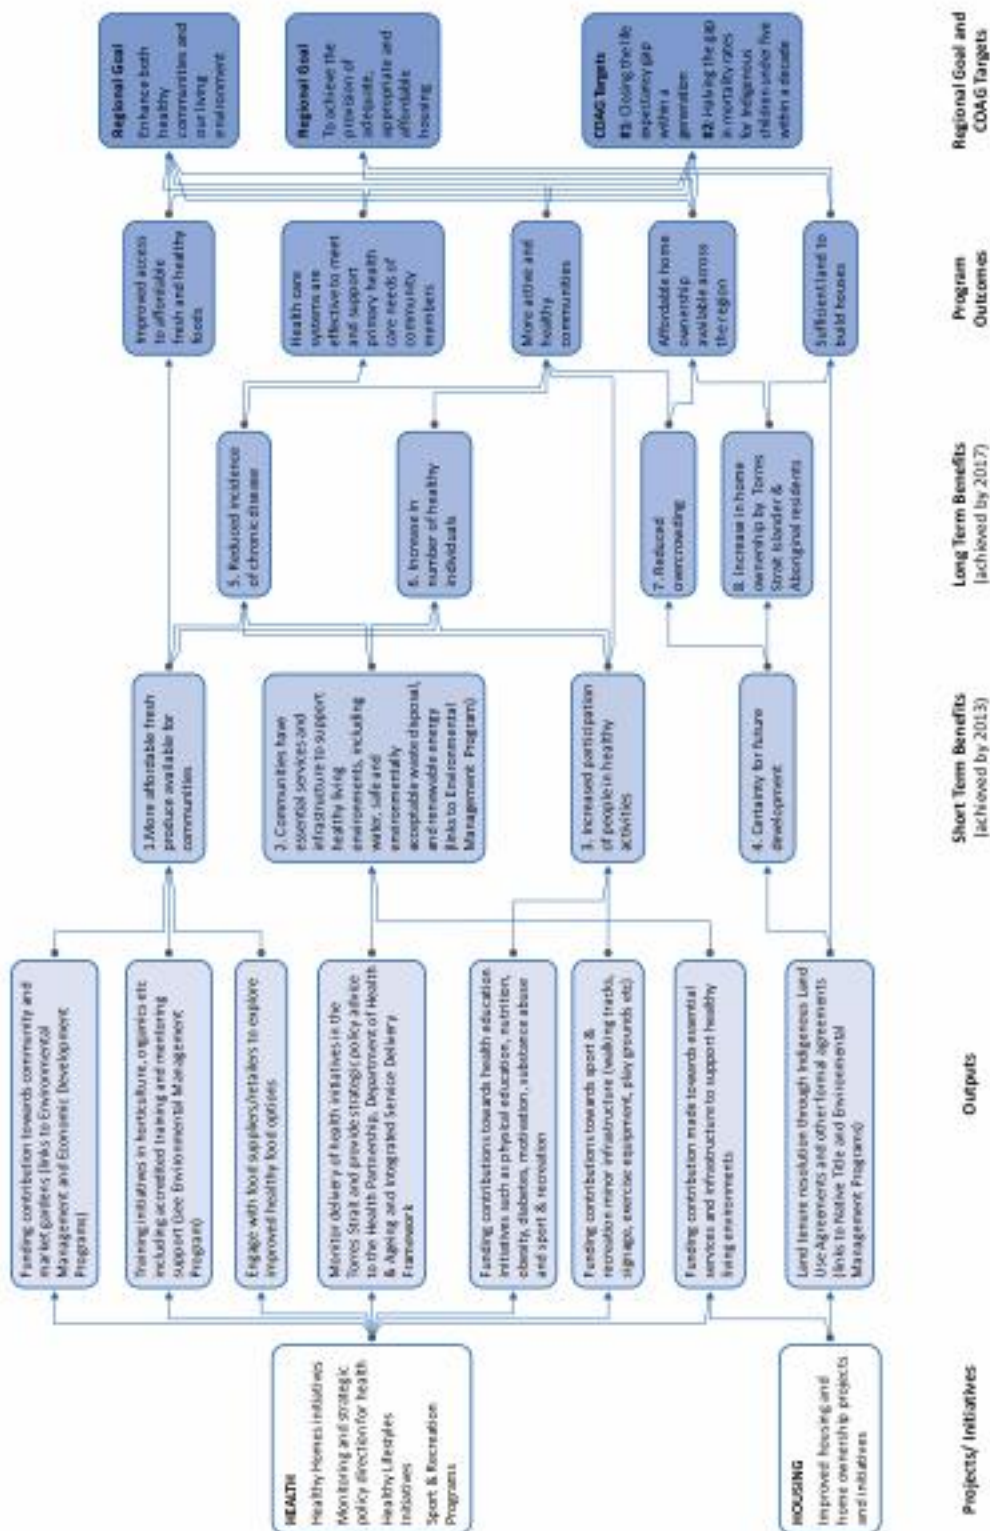 HEALTH
Healthy Homes initiatives
Monitoring and strategic
policy direction for health
Healthy Lifestyles
Initiatives
Sport & Recreation
Programs
HOUSING
Improved housing and
home ownership projects
and initiatives
Projects/ Initiatives
Funding contribution towards community and
market gardens (links to Environmental
Management and Economic Development
Programs)
Training initiatives in horticulture, organics etc
including accredited training and mentoring
support (See Environmental Management
Program)
Engage with food suppliers/retailers to explore
improved healthy food options
Monitor delivery of health initiatives in the
Torres Strait and provide strategic policy advice
to the Health Partnership, Department of Health
& Ageing and Integrated Service Delivery
Framework
Funding contributions towards health education
initiatives such as physical education, nutrition,
obesity, diabetes, motivation, substance abuse
and sport & recreation
Funding contributions towards sport &
recreation minor infrastructure (walking tracks,
signage, exercise equipment, play grounds etc)
Funding contribution made towards essential
services and infrastructure to support healthy
living environments
Land tenure resolution through Indigenous Land
Use Agreements and other formal agreements
(links to Native Title and Environmental
Management Programs)
Outputs
1.More affordable fresh
produce available for
communities
2. Communities have
essential services and
infrastructure to support
healthy living
environments, including
water, safe and
environmentally
acceptable waste disposal,
and renewable energy
(links to Environmental
Management Program)
3. Increased participation
of people in healthy
activities
4. Certainty for future
development
Short Term Benefits
(achieved by 2013)
5. Reduced incidence
of chronic disease
6. Increase in
number of healthy
individuals
7. Reduced
overcrowding
8. Increase in home
ownership by Torres
Strait Islander &
Aboriginal residents
Long Term Benefits
(achieved by 2017)
Improved access
to affordable
fresh and healthy
foods
Health care
systems are
effective to meet
and support
primary health
care needs of
community
members
More active and
healthy
communities
Affordable home
ownership
available across
the region
Sufficient land to
build houses
Program
Outcomes
Regional Goal
Enhance both
healthy
communities and
our living
environment
Regional Goal
To achieve the
provision of
adequate,
appropriate and
affordable
housing
COAG Targets
#1: Closing the life
expectancy gap
within a
generation
#2: Halving the gap
in mortality rates
for Indigenous
children under five
within a decade
Regional Goal and
COAG Targets